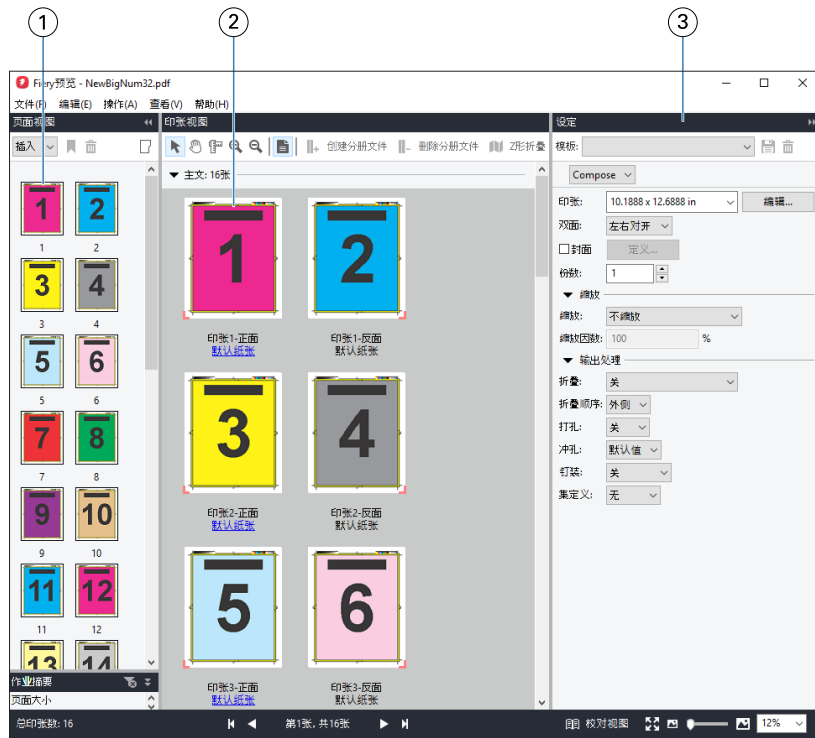 1 2 3
Fiery预览 - NewBigNum32.pdf
文件(F) 编辑(E) 操作(A) 查看(V) 帮助(H)
页面视图
插入
1 2
1 2
3 4
3 4
5 6
5 6
7 8
7 8
9 10
9 10
11 12
11 12
13 14
作业摘要
页面大小
总印张数: 16
印张视图
创建分册文件 删除分册文件 Z形折叠
主文: 16张
1 2
印张1-正面 印张1-反面
默认纸张 默认纸张
3 4
印张2-正面 印张2-反面
默认纸张 默认纸张
5 6
印张3-正面 印张3-反面
默认纸张 默认纸张
第1张, 共16张
设定
模板:
Compose
印张: 10.1888 x 12.6888 in 编辑...
双面: 左右对开
封面 定义...
份数: 1
缩放
缩放: 不缩放
缩放因数: 100 %
输出处理
折叠: 关
折叠顺序: 外侧
打孔: 关
冲孔: 默认值
钉装: 关
集定义: 无
校对视图 12%